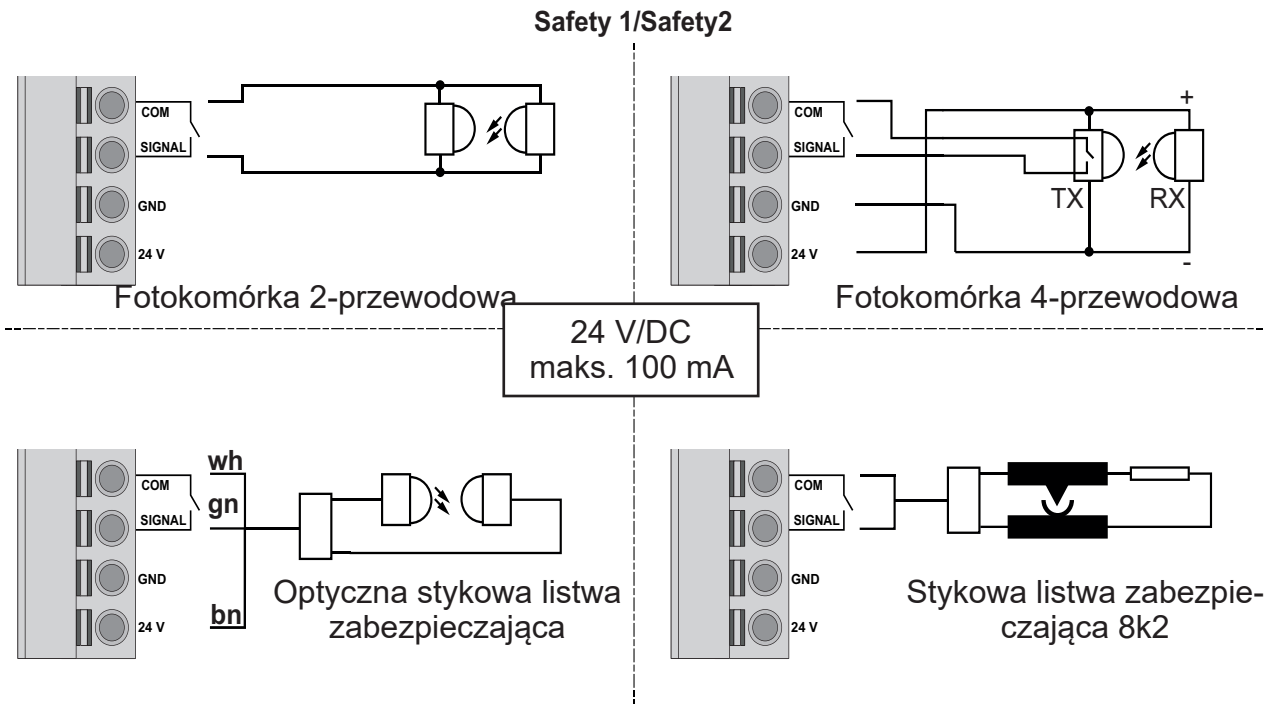 Safety 1/Safety2
COM
SIGNAL
GND
24 V
Fotokomórka 2-przewodowa
COM
SIGNAL
GND
24 V
+
TX
RX
-
Fotokomórka 4-przewodowa
24 V/DC
maks. 100 mA
COM
SIGNAL
GND
24 V
wh
gn
bn
Optyczna stykowa listwa
zabezpieczająca
COM
SIGNAL
GND
24 V
Stykowa listwa zabezpie-
czająca 8k2